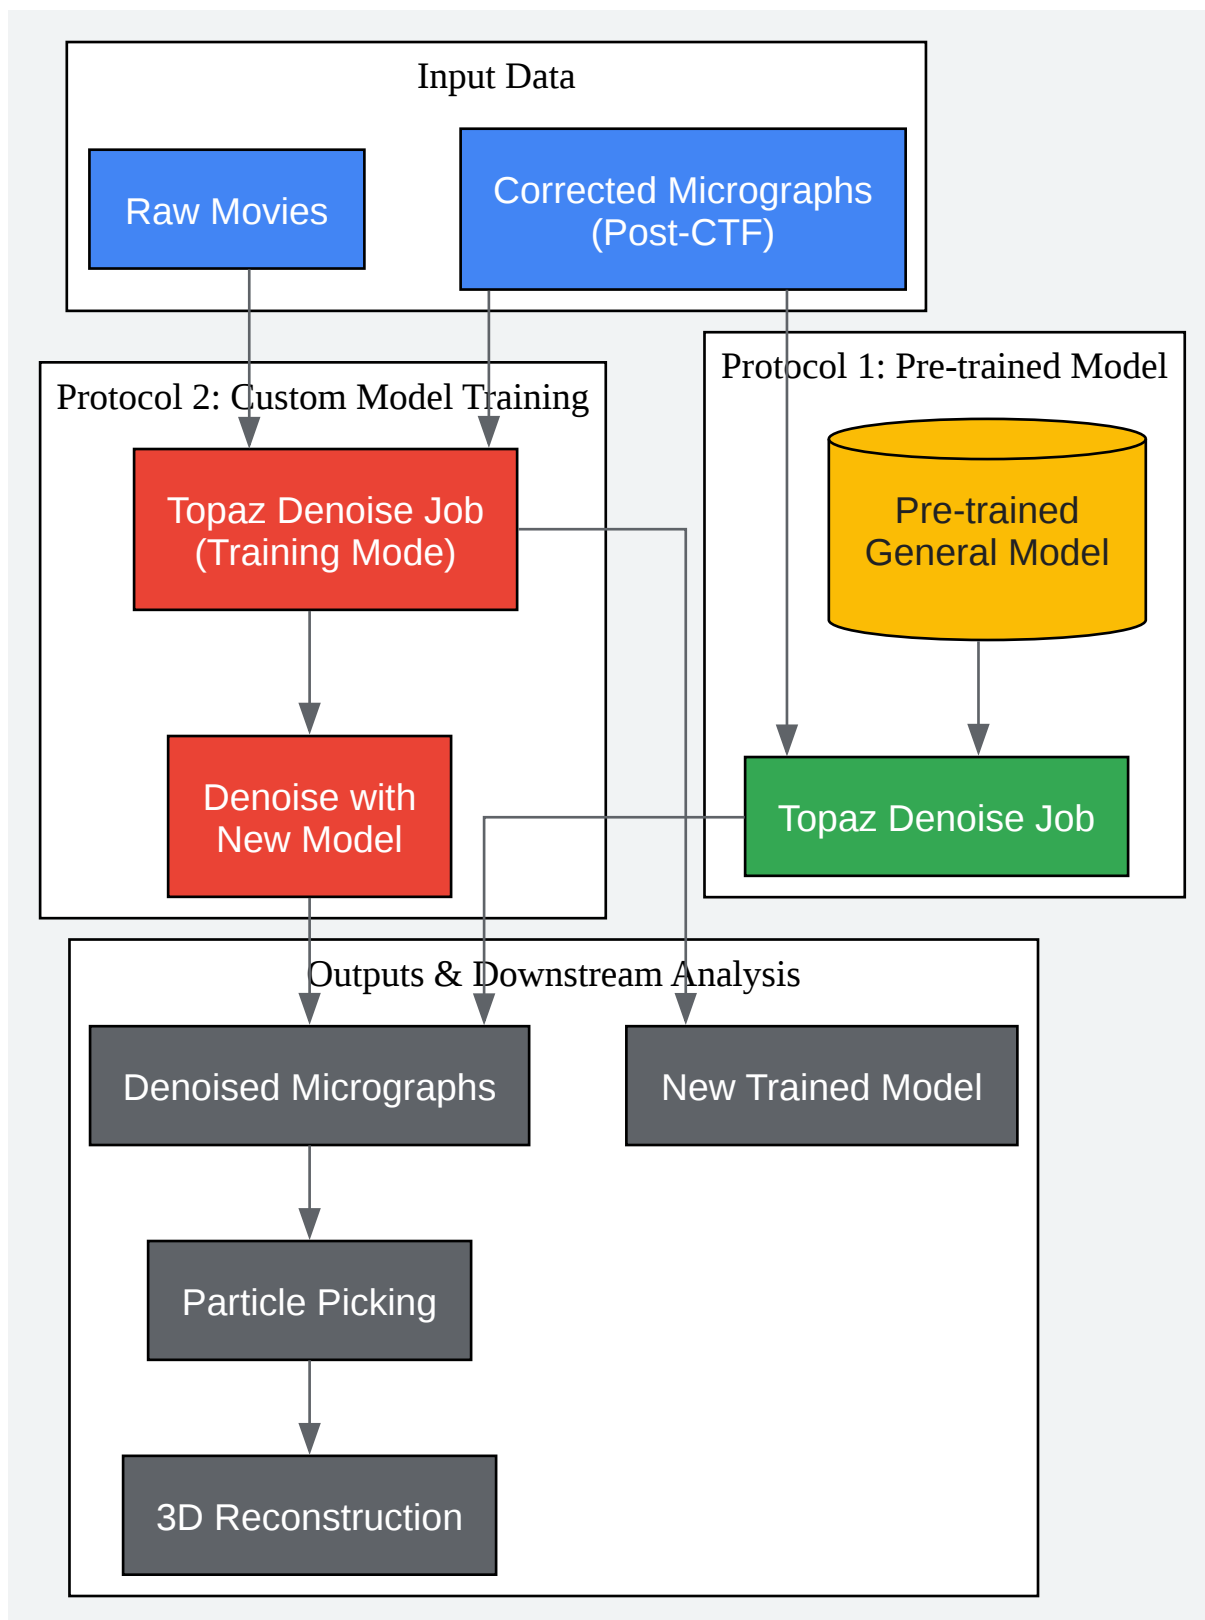 Input Data
Raw Movies
Corrected Micrographs
(Post-CTF)
Protocol 2: Custom Model Training
Topaz Denoise Job
(Training Mode)
Denoise with
New Model
Protocol 1: Pre-trained Model
Pre-trained
General Model
Topaz Denoise Job
Outputs & Downstream Analysis
Denoised Micrographs
New Trained Model
Particle Picking
3D Reconstruction